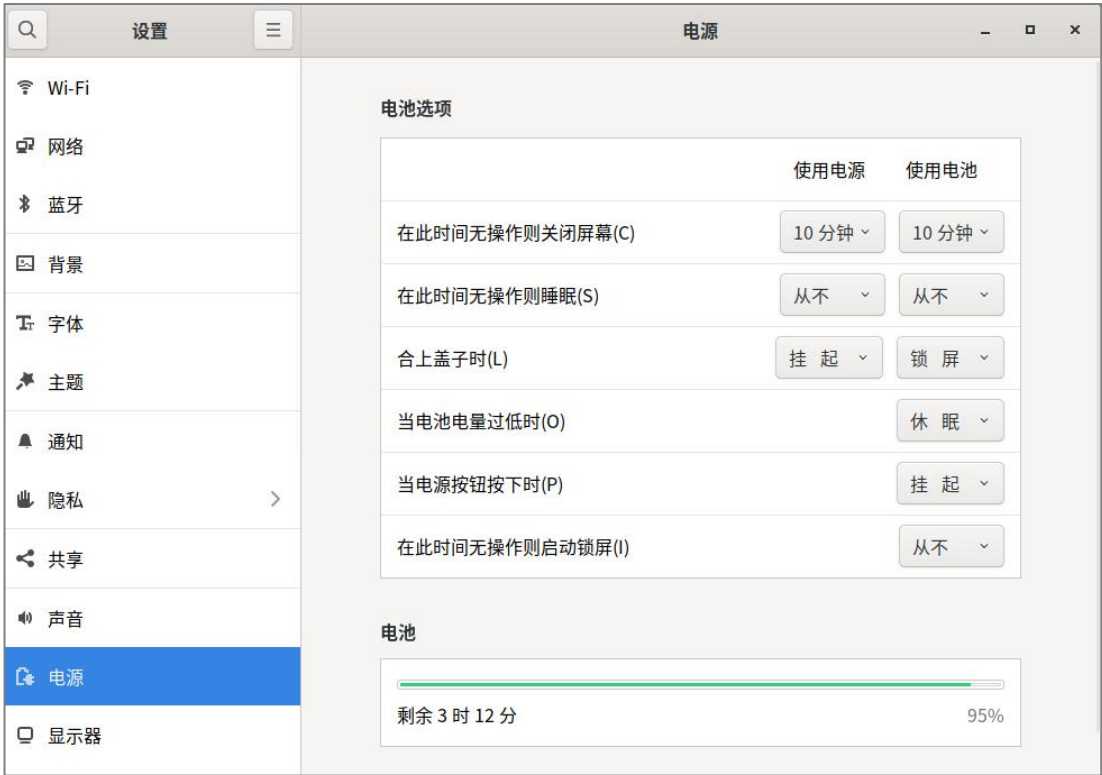 设置
电源
Wi-Fi
网络
蓝牙
背景
字体
主题
通知
隐私
共享
声音
电源
显示器
电池选项
使用电源 使用电池
在此时间无操作则关闭屏幕(C) 10 分钟 10 分钟
在此时间无操作则睡眠(S) 从不 从不
合上盖子时(L) 挂 起 锁 屏
当电池电量过低时(O) 休 眠
当电源按钮按下时(P) 挂 起
在此时间无操作则启动锁屏(I) 从不
电池
剩余 3 时 12 分 95%